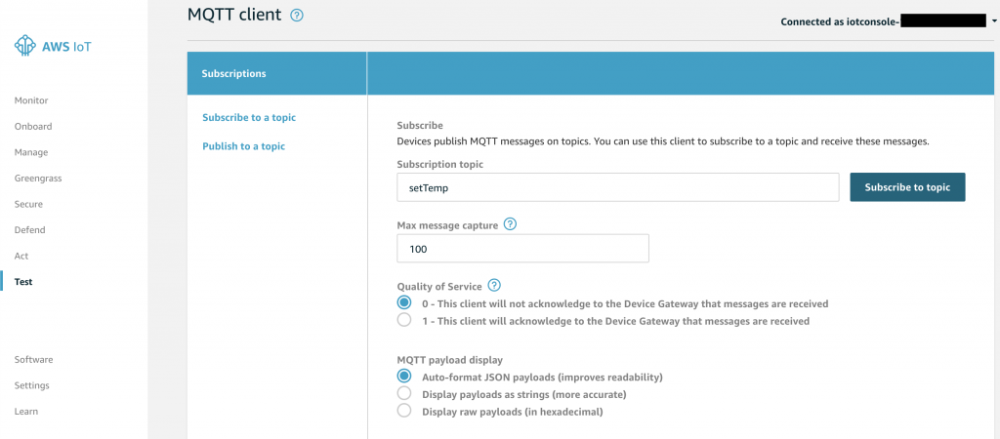 MQTT client ?
Connected as iotconsole-
AWS IoT
Monitor
Onboard
Manage
Greengrass
Secure
Defend
Act
Test
Software
Settings
Learn
Subscriptions
Subscribe to a topic
Publish to a topic
Subscribe
Devices publish MQTT messages on topics. You can use this client to subscribe to a topic and receive these messages.
Subscription topic
setTemp
Subscribe to topic
Max message capture ?
100
Quality of Service ?
0 - This client will not acknowledge to the Device Gateway that messages are received
1 - This client will acknowledge to the Device Gateway that messages are received
MQTT payload display
Auto-format JSON payloads (improves readability)
Display payloads as strings (more accurate)
Display raw payloads (in hexadecimal)